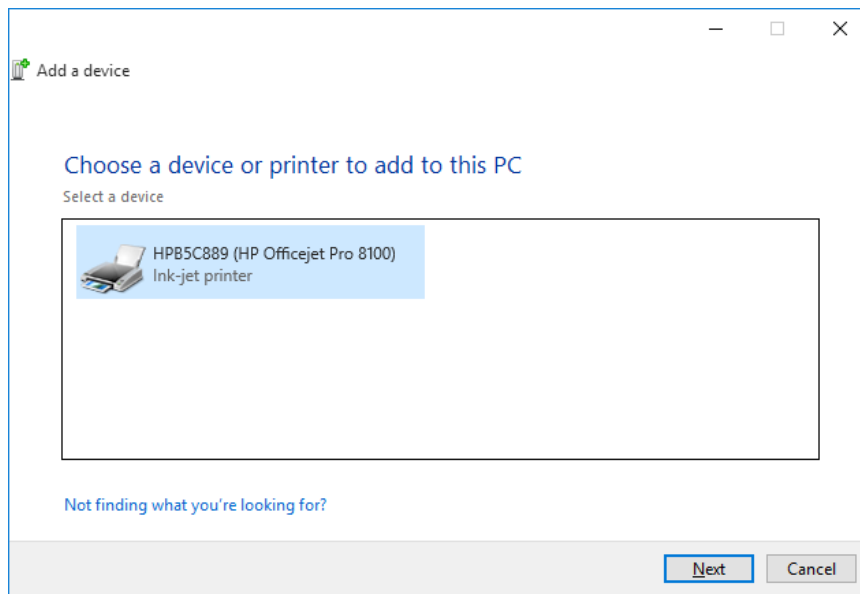 Add a device
Choose a device or printer to add to this PC
Select a device
HPB5C889 (HP Officejet Pro 8100)
Ink-jet printer
Not finding what you're looking for?
Next
Cancel